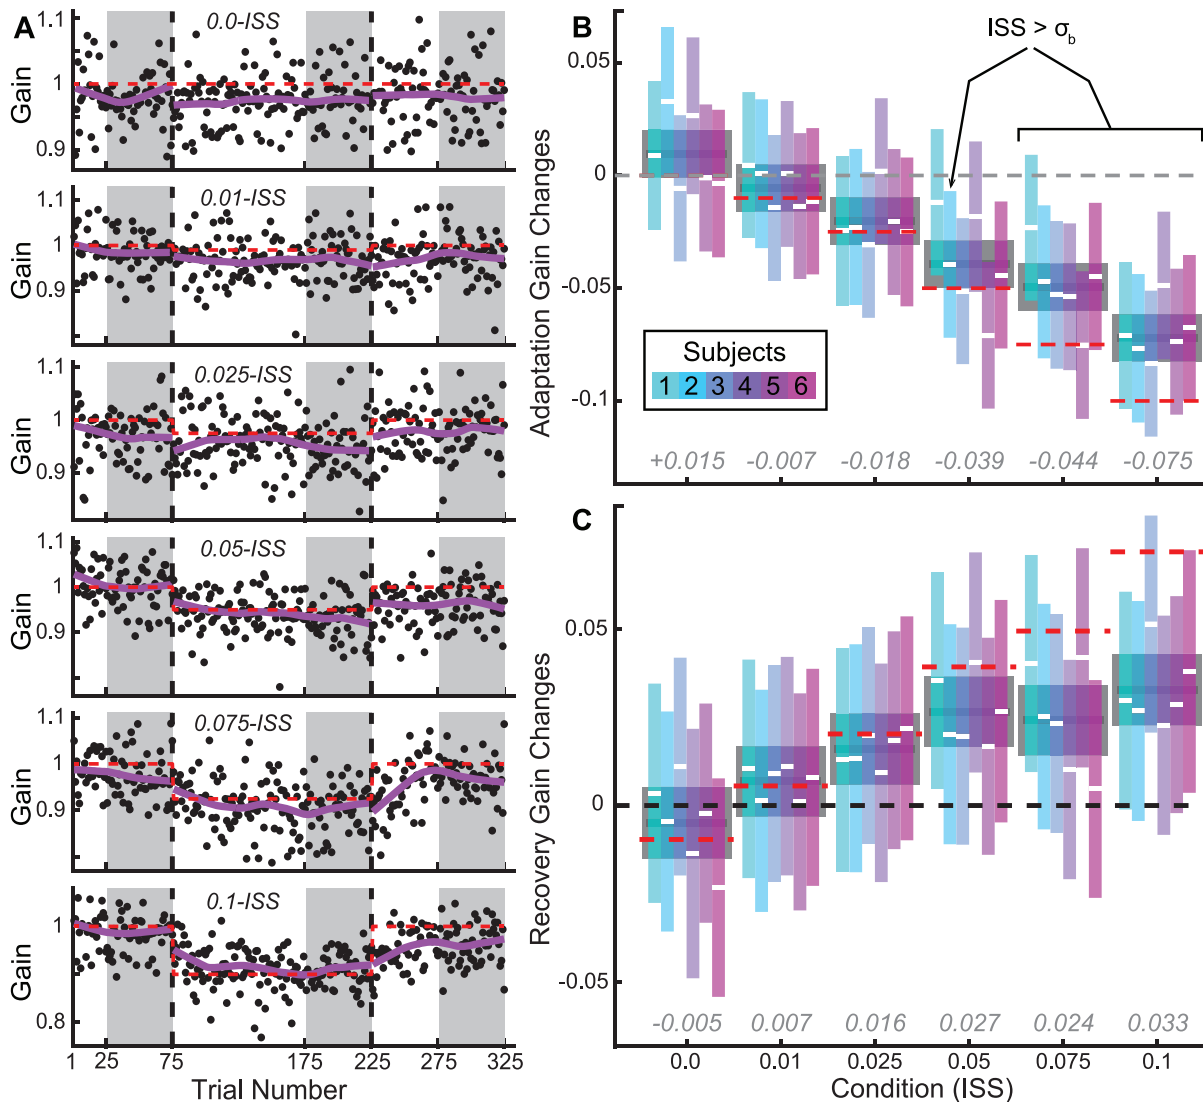 A
0.0-ISS
1.1
1
0.9
Gain
0.01-ISS
1.1
1
0.9
Gain
0.025-ISS
1.1
1
0.9
Gain
0.05-ISS
1.1
1
0.9
Gain
0.075-ISS
1.1
1
0.9
Gain
0.1-ISS
1
0.8
Gain
1 25 75 175 225 275 325
Trial Number
B
ISS > σb
0.05
0
-0.05
-0.1
Adaptation Gain Changes
Subjects
1 2 3 4 5 6
+0.015 -0.007 -0.018 -0.039 -0.044 -0.075
C
0.05
0
-0.05
Recovery Gain Changes
-0.005 0.007 0.016 0.027 0.024 0.033
0.0 0.01 0.025 0.05 0.075 0.1
Condition (ISS)